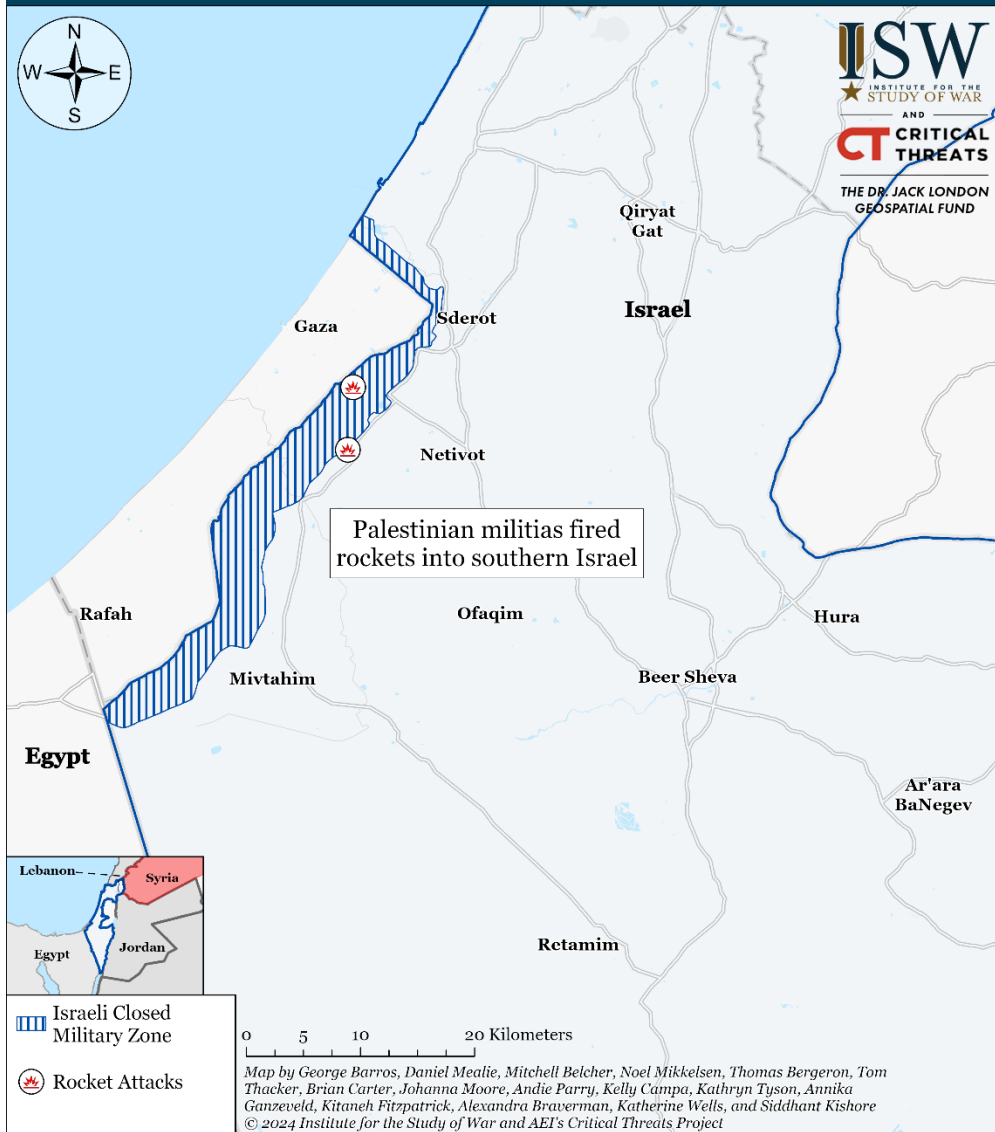 N
W
E
S
ISW
INSTITUTE FOR THE
STUDY OF WAR
AND
CT CRITICAL
THREATS
THE DR. JACK LONDON
GEOSPATIAL FUND
Qiryat
Gat
Israel
Gaza
Sderot
Netivot
Palestinian militias fired
rockets into southern Israel
Rafah
Ofaqim
Hura
Mivtahim
Beer Sheva
Egypt
Ar'ara
BaNegev
Lebanon
Syria
Egypt
Jordan
Retamim
Israeli Closed
Military Zone
Rocket Attacks
0 5 10 20 Kilometers
Map by George Barros, Daniel Mealie, Mitchell Belcher, Noel Mikkelsen, Thomas Bergeron, Tom
Thacker, Brian Carter, Johanna Moore, Andie Parry, Kelly Campa, Kathryn Tyson, Annika
Ganzeveld, Kitaneh Fitzpatrick, Alexandra Braverman, Katherine Wells, and Siddhant Kishore
© 2024 Institute for the Study of War and AEI's Critical Threats Project